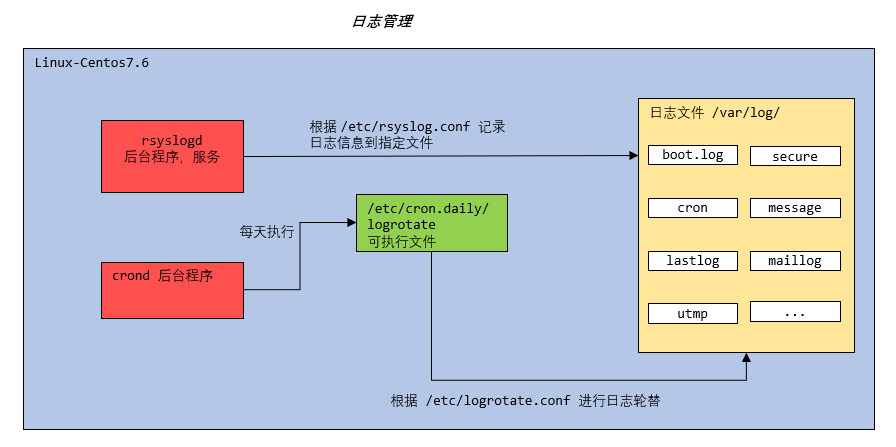 日志管理
Linux-Centos7.6
rsyslogd
后台程序，服务
根据 /etc/rsyslog.conf 记录
日志信息到指定文件
日志文件 /var/log/
boot.log
secure
cron
message
lastlog
maillog
utmp
...
/etc/cron.daily/
logrotate
可执行文件
每天执行
crond 后台程序
根据 /etc/logrotate.conf 进行日志轮替